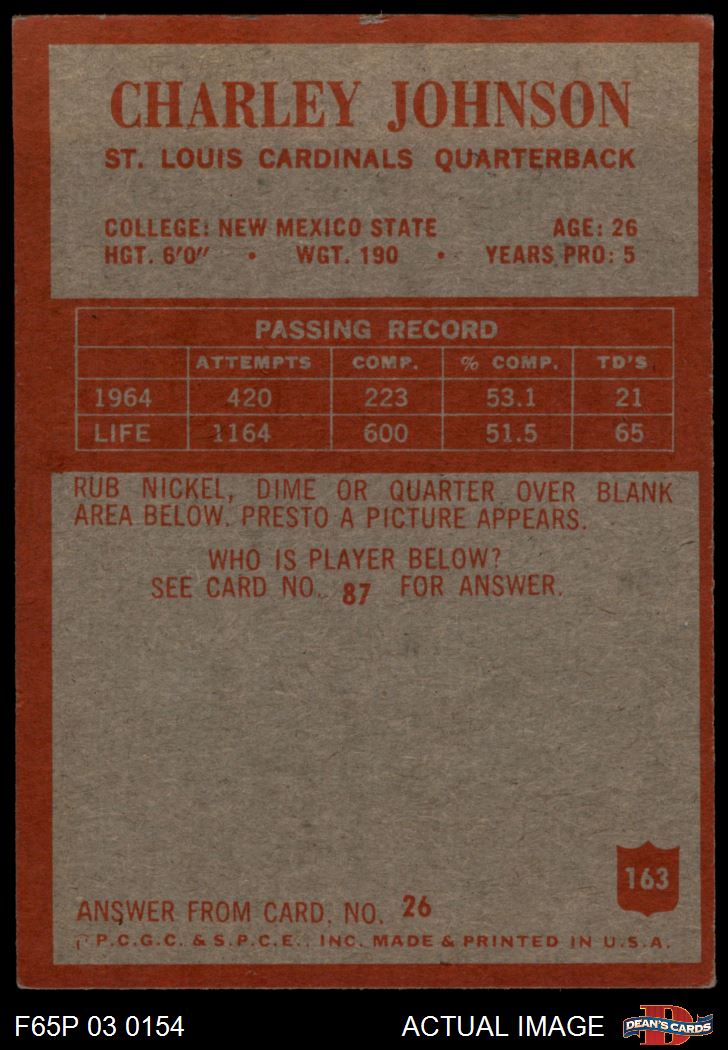 CHARLEY JOHNSON
ST. LOUIS CARDINALS QUARTERBACK
COLLEGE: NEW MEXICO STATE AGE: 26
HGT. 6'0" • WGT. 190 • YEARS PRO: 5
PASSING RECORD
ATTEMPTS COMP. % COMP. TD'S
1964 420 223 53.1 21
LIFE 1164 600 51.5 65
RUB NICKEL, DIME OR QUARTER OVER BLANK
AREA BELOW. PRESTO A PICTURE APPEARS.
WHO IS PLAYER BELOW?
SEE CARD NO. 87 FOR ANSWER.
163
ANSWER FROM CARD. NO. 26
P.C.G.C. & S.P.C.E., INC. MADE & PRINTED IN U.S.A.
F65P 03 0154 ACTUAL IMAGE
D
DEAN'S CARDS